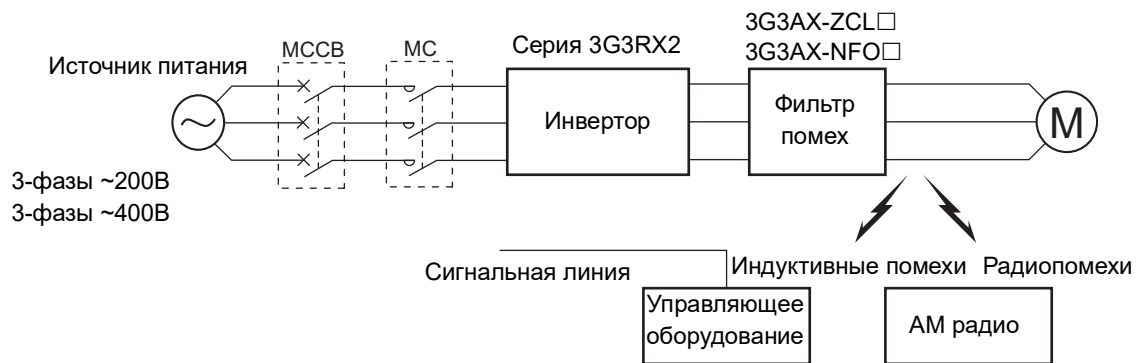 3G3AX-ZCL□
3G3AX-NFO□
Серия 3G3RX2
MCCB
MC
Источник питания
Инвертор
Фильтр
помех
M
3-фазы ~200В
3-фазы ~400В
Сигнальная линия
Индуктивные помехи
Радиопомехи
Управляющее
оборудование
АМ радио